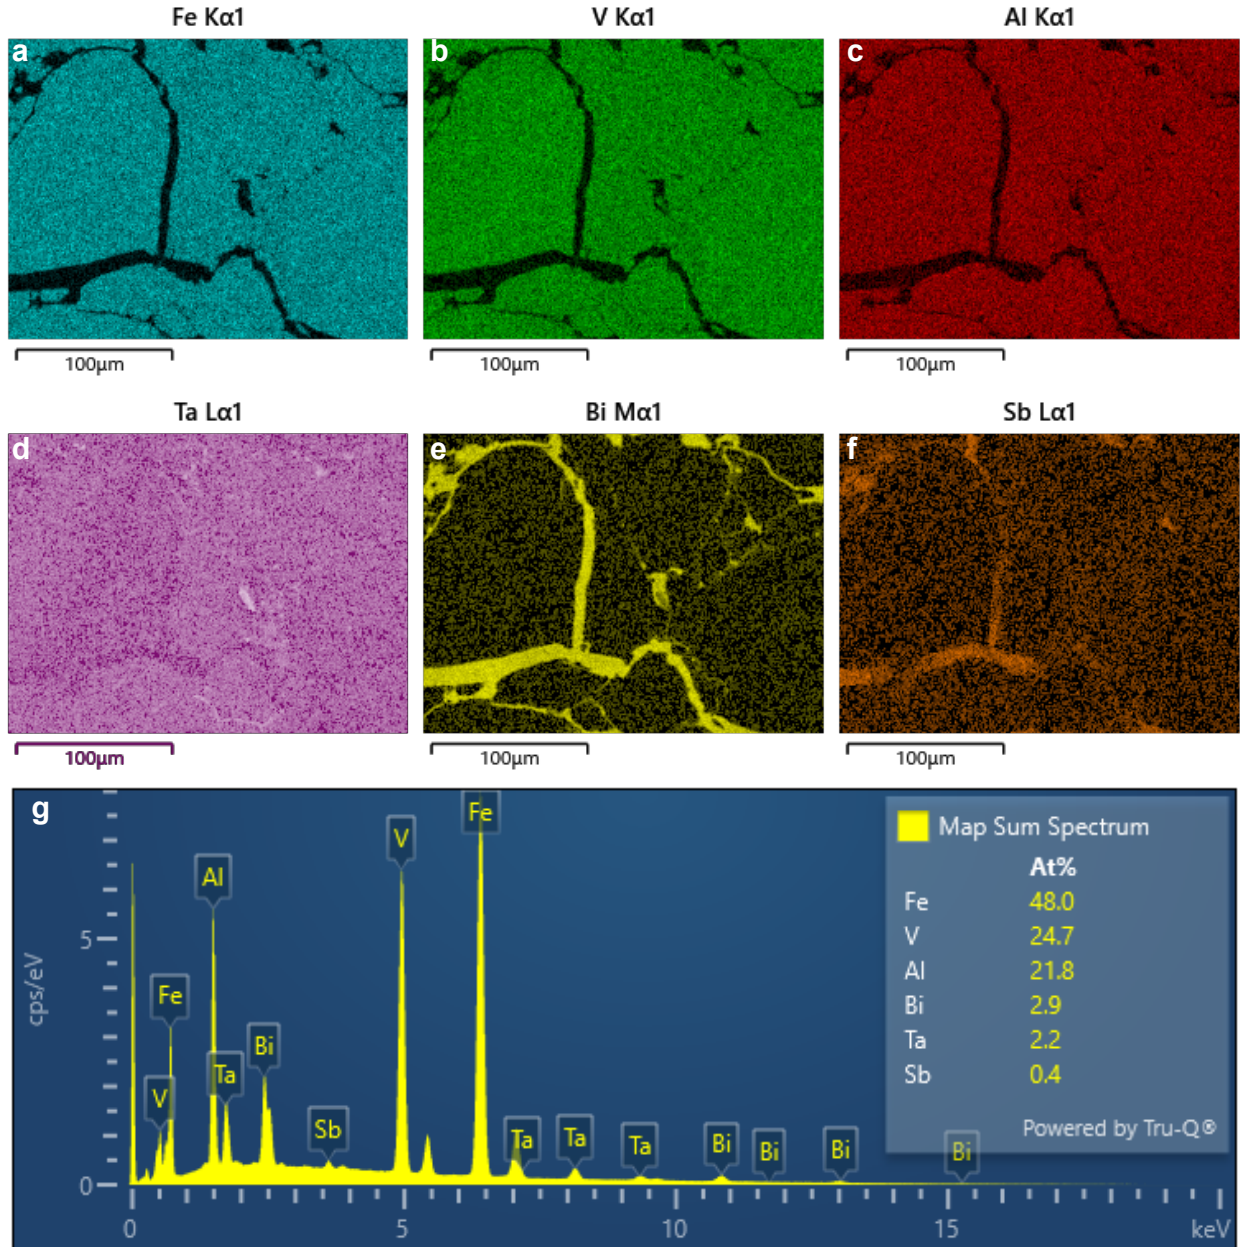 Fe Kα1
V Kα1
Al Kα1
a
b
c
100μm
100μm
100μm
Ta Lα1
Bi Mα1
Sb Lα1
d
e
f
100μm
100μm
100μm
g
Map Sum Spectrum
At%
Fe 48.0
V 24.7
Al 21.8
Bi 2.9
Ta 2.2
Sb 0.4
Powered by Tru-Q®
cps/eV
5
0
V
Fe
Al
Ta
Bi
Sb
V
Fe
Ta
Ta
Ta
Bi
Bi
Bi
Bi
0
5
10
15
keV